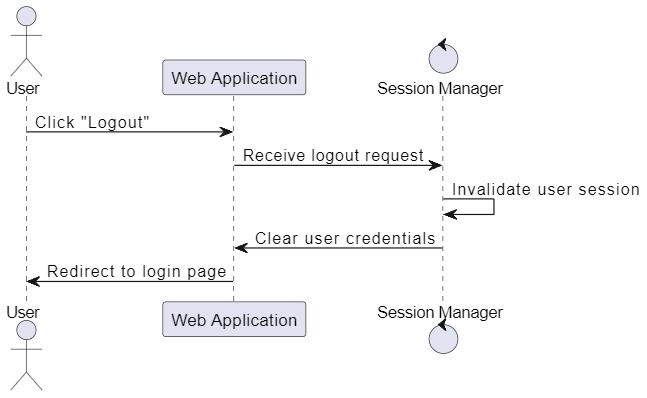 User
Web Application
Session Manager
Click "Logout"
Receive logout request
Invalidate user session
Clear user credentials
Redirect to login page
User
Web Application
Session Manager